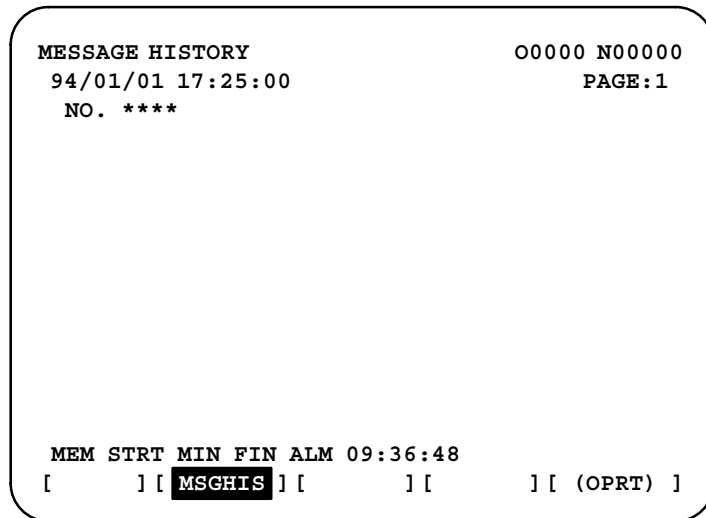 MESSAGE HISTORY O0000 N00000
94/01/01 17:25:00 PAGE:1
NO. ****
MEM STRT MIN FIN ALM 09:36:48
[ ] [ MSGHIS ] [ ] [ ] [ (OPRT) ]